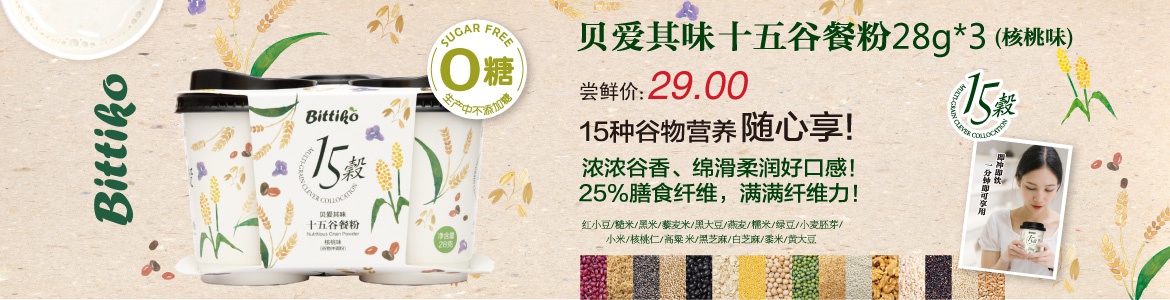 Bittiko
SUGAR FREE
0糖
生产中不添加糖
Bittiko
15穀
MULTI-GRAIN CLEVER COLLOCATION
贝爱其味
十五谷餐粉
Nutritious Grain Powder
核桃味
净含量
28克
贝爱其味十五谷餐粉28g*3 (核桃味)
尝鲜价: 29.00
15种谷物营养 随心享!
浓浓谷香、绵滑柔润好口感!
25%膳食纤维，满满纤维力!
红小豆/糙米/黑米/藜麦米/黑大豆/燕麦/糯米/绿豆/小麦胚芽/
小米/核桃仁/高粱米/黑芝麻/白芝麻/黍米/黄大豆
15穀
MULTI-GRAIN CLEVER COLLOCATION
即冲即饮
一分钟即可享用